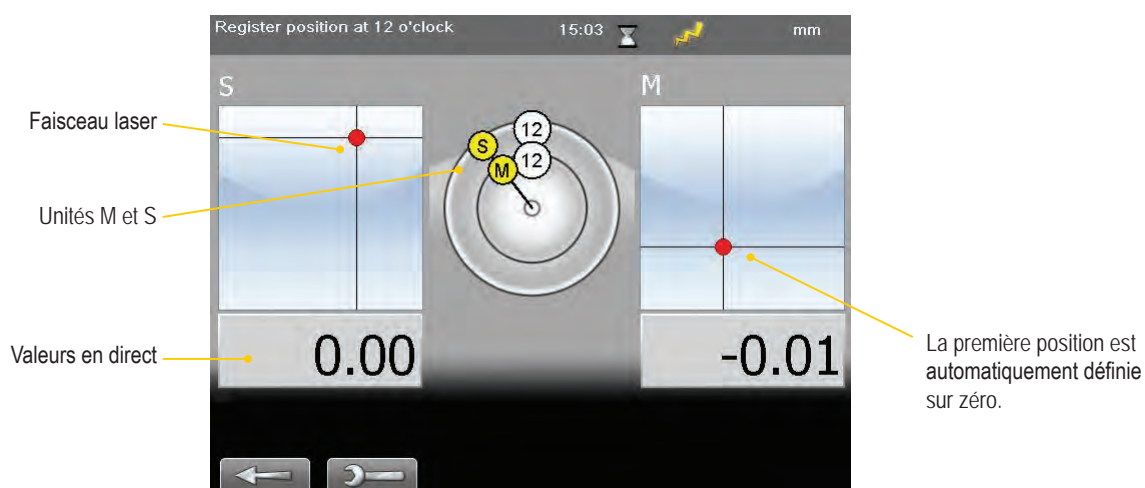 Register position at 12 o'clock 15:03 mm
S
M
Faisceau laser
12
S
12
M
Unités M et S
Valeurs en direct
0.00
-0.01
La première position est
automatiquement définie
sur zéro.